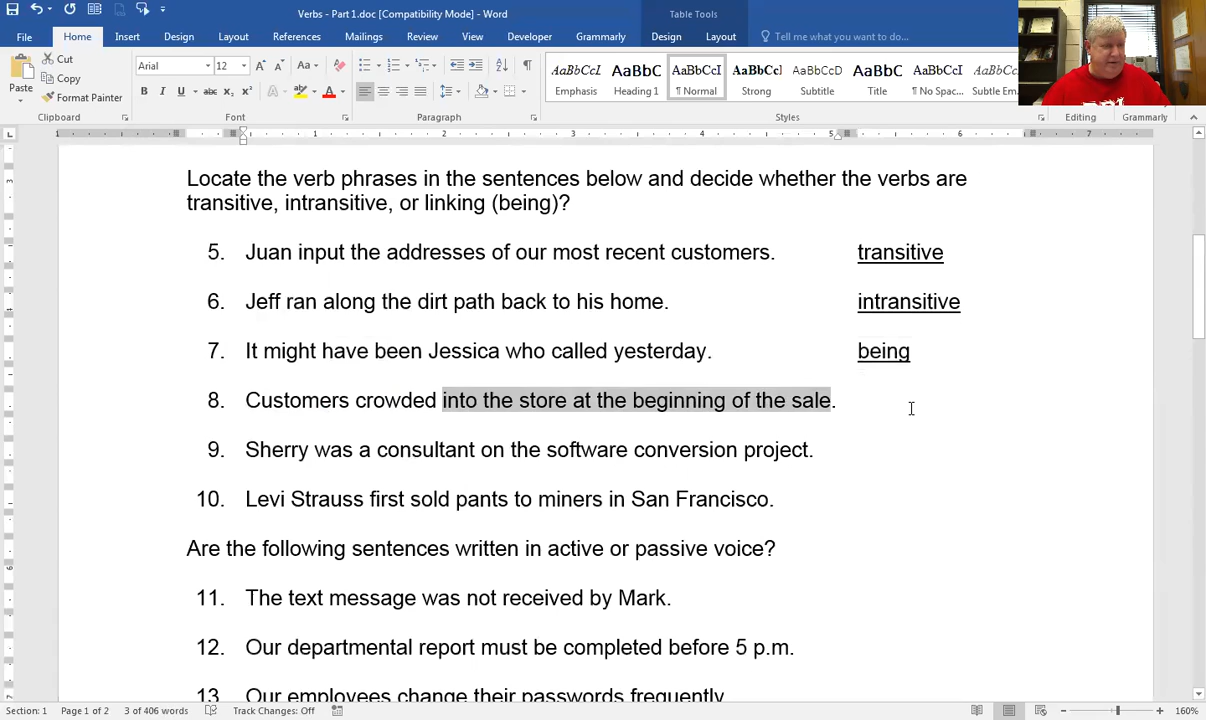 Verbs - Part 1.doc [Compatibility Mode] - Word
Table Tools
File Home Insert Design Layout References Mailings Review View Developer Grammarly Design Layout Tell me what you want to do...
Paste
Cut
Copy
Format Painter
Clipboard
Arial 12
Font
Paragraph
AaBbCcI AaBbC AaBbCcI AaBbCcI AaBbCcD AaBbC AaBbCcI AaBbCcI
Emphasis Heading 1 ¶ Normal Strong Subtitle Title ¶ No Spac... Subtle Em...
Styles
Editing
Grammarly
Locate the verb phrases in the sentences below and decide whether the verbs are
transitive, intransitive, or linking (being)?
5. Juan input the addresses of our most recent customers. transitive
6. Jeff ran along the dirt path back to his home. intransitive
7. It might have been Jessica who called yesterday. being
8. Customers crowded into the store at the beginning of the sale.
9. Sherry was a consultant on the software conversion project.
10. Levi Strauss first sold pants to miners in San Francisco.
Are the following sentences written in active or passive voice?
11. The text message was not received by Mark.
12. Our departmental report must be completed before 5 p.m.
13. Our employees change their passwords frequently.
Section: 1 Page 1 of 2 3 of 406 words Track Changes: Off 160%